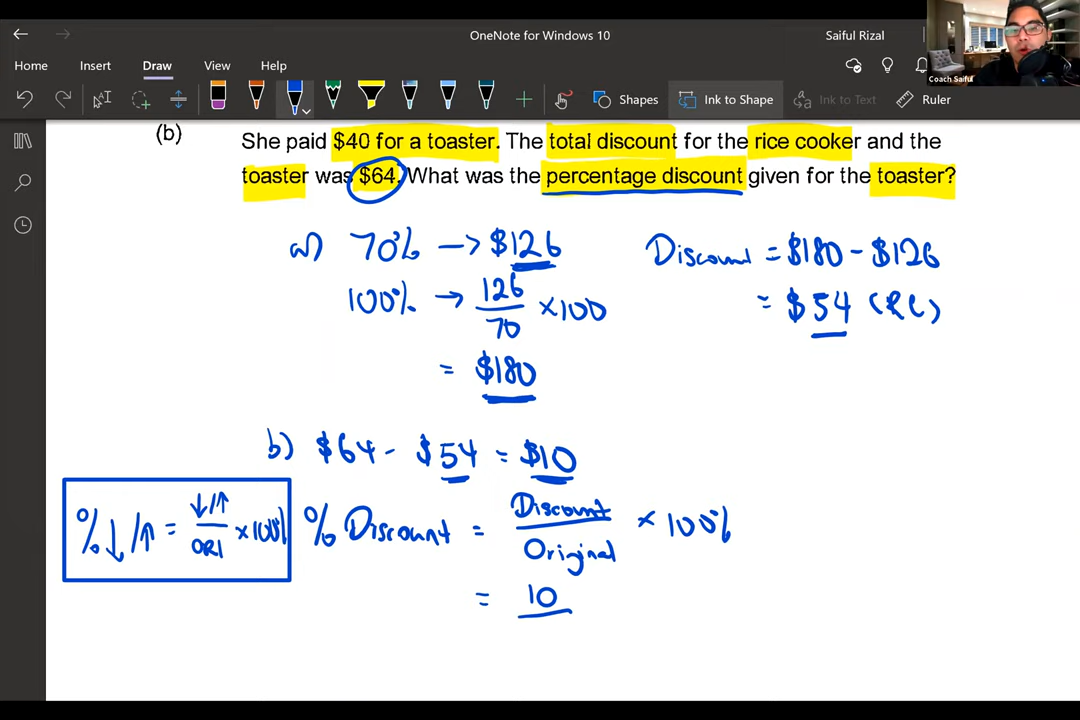 OneNote for Windows 10
Saiful Rizal
Coach Saiful
Home Insert Draw View Help
Shapes Ink to Shape Ink to Text Ruler
(b) She paid $40 for a toaster. The total discount for the rice cooker and the
toaster was $64. What was the percentage discount given for the toaster?
a) 70% → $126
Discount = $180 - $126
100% → 126/70 × 100
= $54 (RC)
= $180
b) $64 - $54 = $10
%↓/↑ = ↓/↑ / ORI × 100%
% Discount = Discount/Original × 100%
= 10